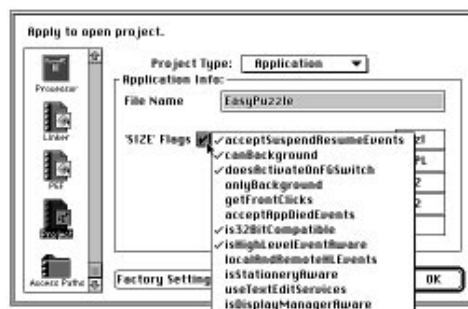 Apply to open project.
Project Type: Application
Application Info:
Processor
File Name EasyPuzzle
Linker
'SIZE' Flags
acceptSuspendResumeEvents
canBackground
doesActivateOnFGSwitch
PEF
onlyBackground
getFrontClicks
acceptAppDiedEvents
Project
is32BitCompatible
isHighLevelEventAware
localAndRemoteHLEvents
isStationeryAware
Access Paths
Factory Setting
useTextEditServices
OK
isDisplayManagerAware